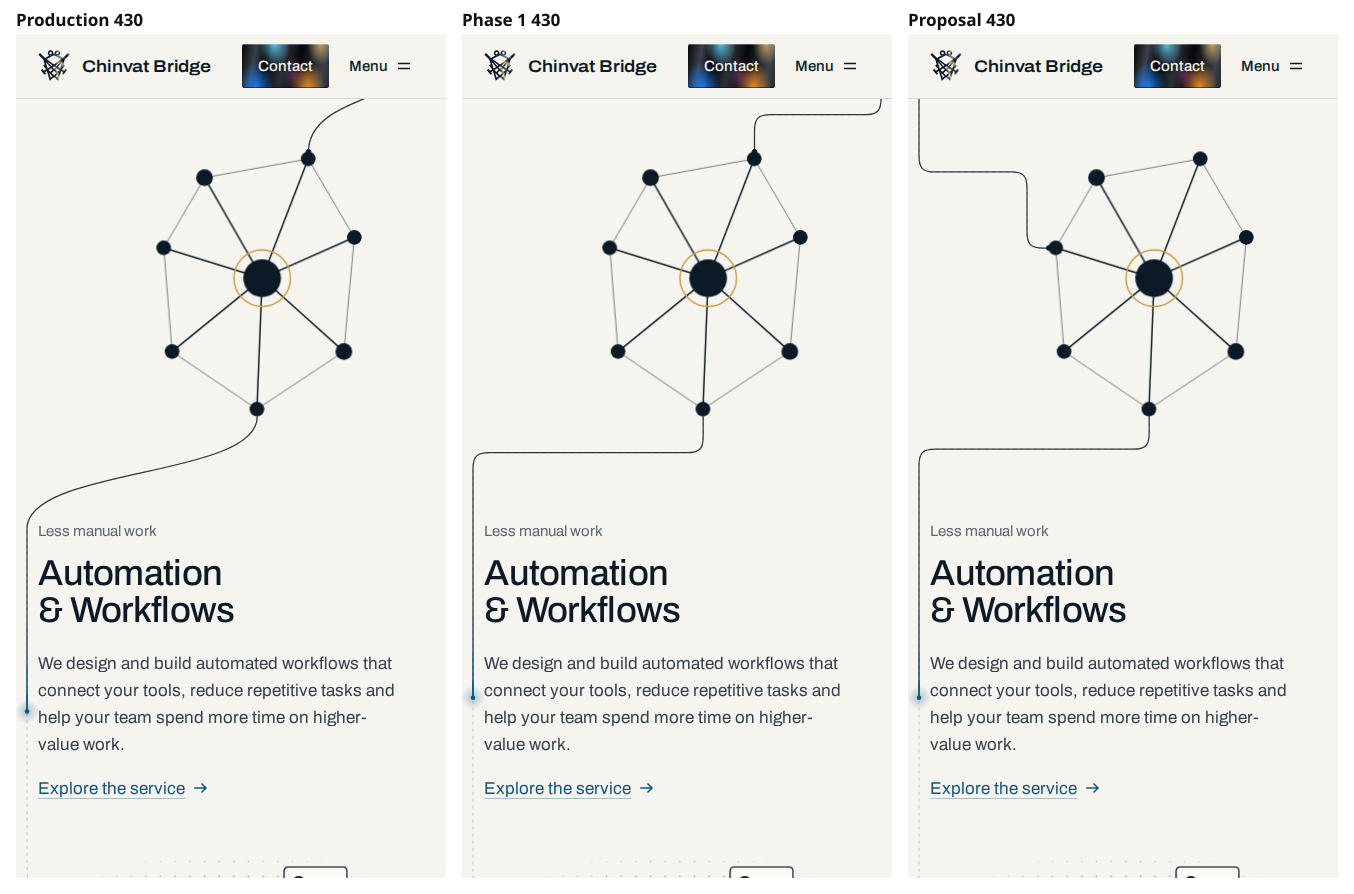 Production 430
Chinvat Bridge
Contact
Menu
Less manual work
Automation
& Workflows
We design and build automated workflows that
connect your tools, reduce repetitive tasks and
help your team spend more time on higher-
value work.
Explore the service →
Phase 1 430
Chinvat Bridge
Contact
Menu
Less manual work
Automation
& Workflows
We design and build automated workflows that
connect your tools, reduce repetitive tasks and
help your team spend more time on higher-
value work.
Explore the service →
Proposal 430
Chinvat Bridge
Contact
Menu
Less manual work
Automation
& Workflows
We design and build automated workflows that
connect your tools, reduce repetitive tasks and
help your team spend more time on higher-
value work.
Explore the service →